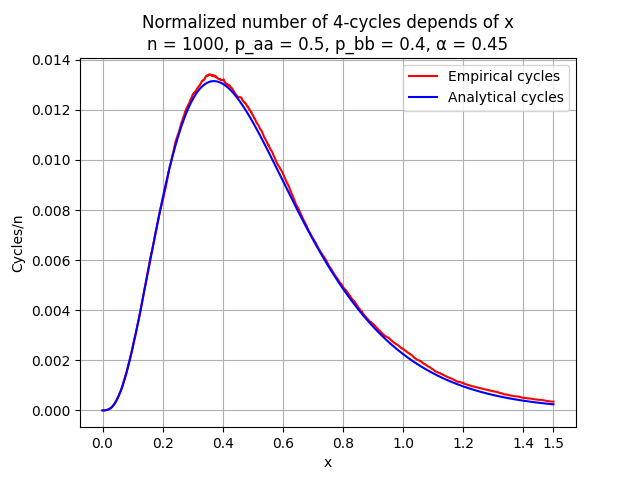 Normalized number of 4-cycles depends of x
n = 1000, p_aa = 0.5, p_bb = 0.4, α = 0.45
Empirical cycles
Analytical cycles
Cycles/n
0.014
0.012
0.010
0.008
0.006
0.004
0.002
0.000
0.0 0.2 0.4 0.6 0.8 1.0 1.2 1.4 1.5
x